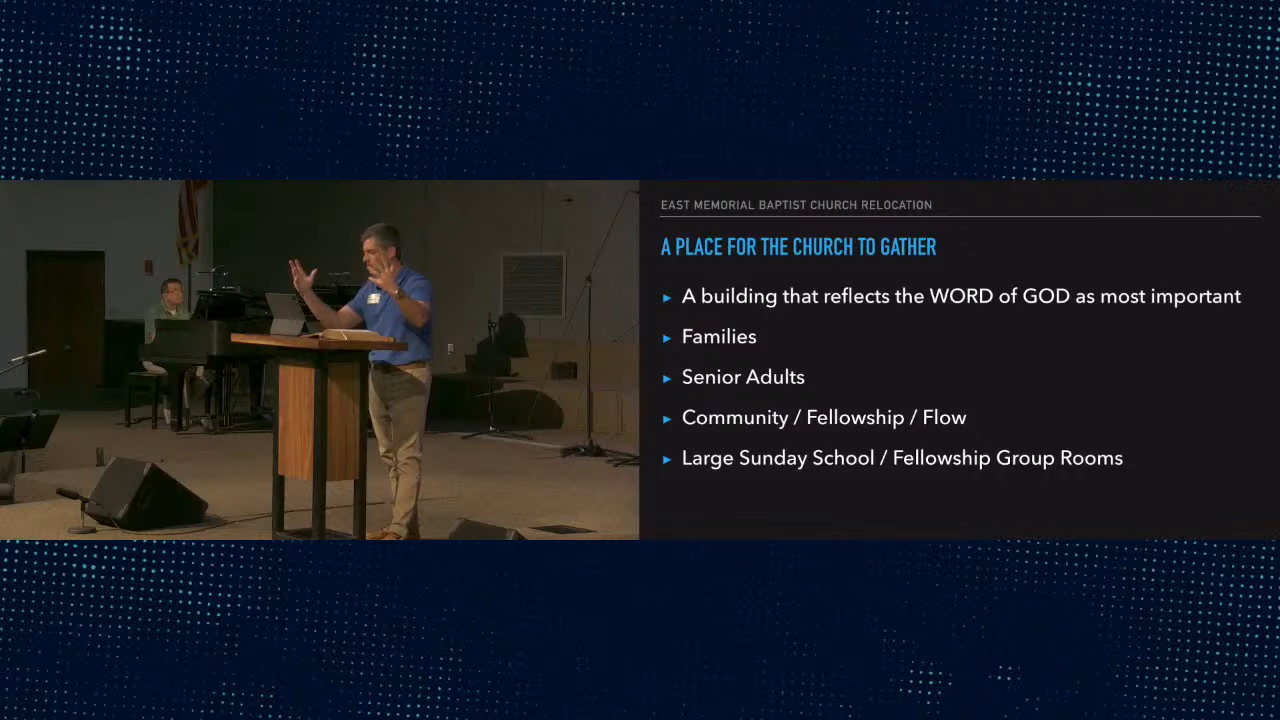 EAST MEMORIAL BAPTIST CHURCH RELOCATION
A PLACE FOR THE CHURCH TO GATHER
▸ A building that reflects the WORD of GOD as most important
▸ Families
▸ Senior Adults
▸ Community / Fellowship / Flow
▸ Large Sunday School / Fellowship Group Rooms